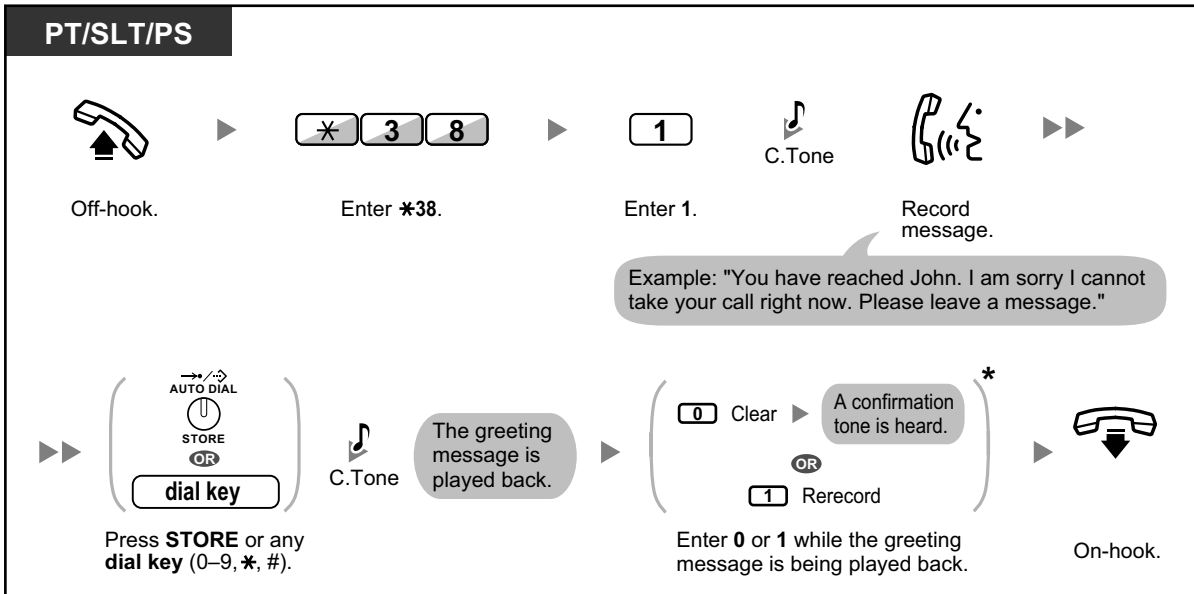 PT/SLT/PS
✳ 3 8
1
C.Tone
Off-hook.
Enter ✳38.
Enter 1.
Record
message.
Example: "You have reached John. I am sorry I cannot
take your call right now. Please leave a message."
AUTO DIAL
STORE
OR
dial key
C.Tone
The greeting
message is
played back.
0 Clear
A confirmation
tone is heard.
*
OR
1 Rerecord
Press STORE or any
dial key (0–9, ✳, #).
Enter 0 or 1 while the greeting
message is being played back.
On-hook.